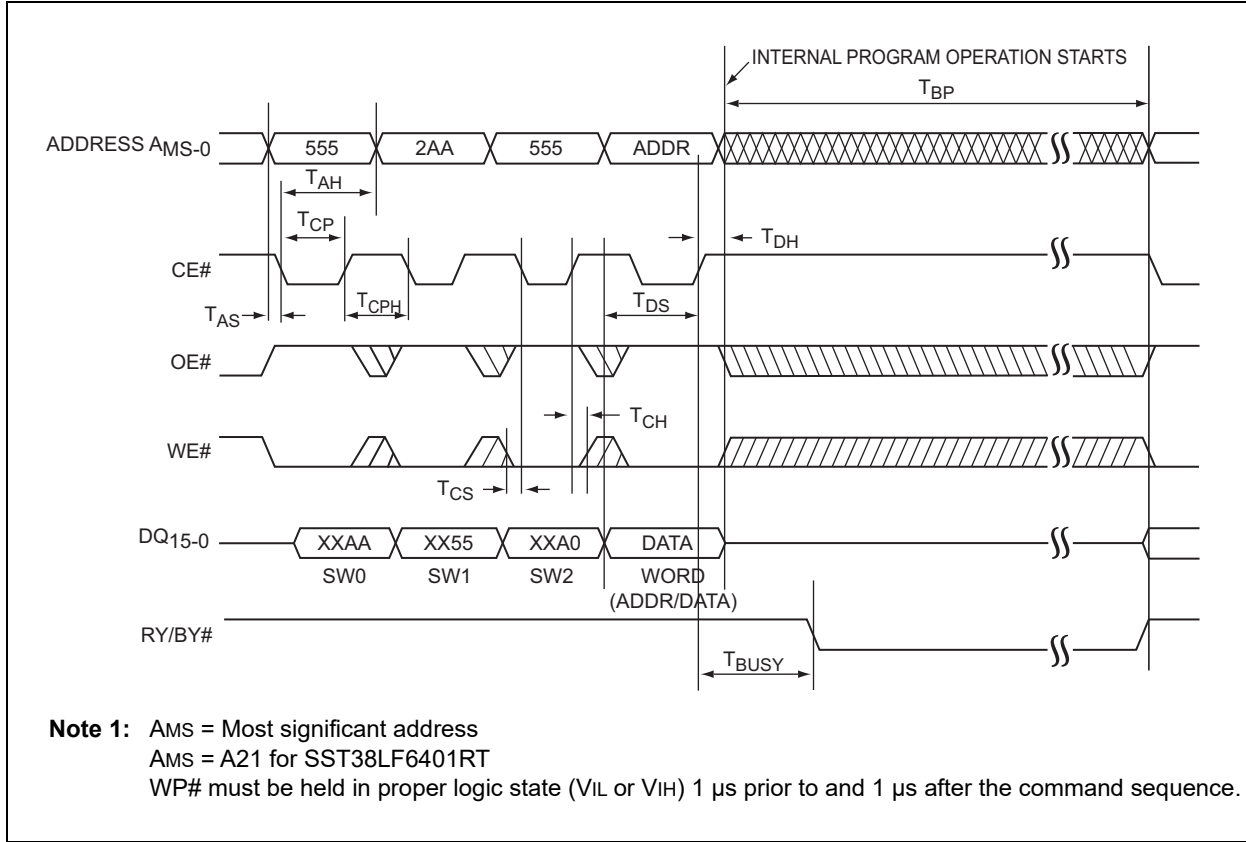 INTERNAL PROGRAM OPERATION STARTS
TBP
ADDRESS AMS-0
555
2AA
555
ADDR
TAH
TCP
TDH
CE#
TCPH
TDS
TAS
OE#
TCH
WE#
TCS
DQ15-0
XXAA
XX55
XXA0
DATA
SW0
SW1
SW2
WORD
(ADDR/DATA)
RY/BY#
TBUSY
Note 1: AMS = Most significant address
AMS = A21 for SST38LF6401RT
WP# must be held in proper logic state (VIL or VIH) 1 µs prior to and 1 µs after the command sequence.